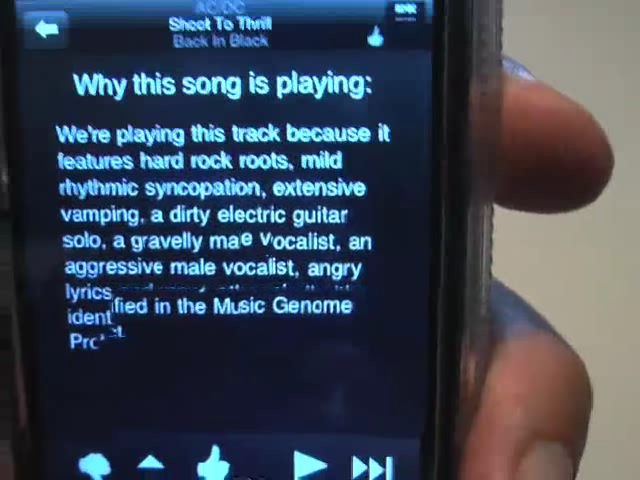 AC/DC
Shoot To Thrill
Back In Black
Why this song is playing:
We're playing this track because it
features hard rock roots, mild
rhythmic syncopation, extensive
vamping, a dirty electric guitar
solo, a gravelly male vocalist, an
aggressive male vocalist, angry
lyrics
identified in the Music Genome